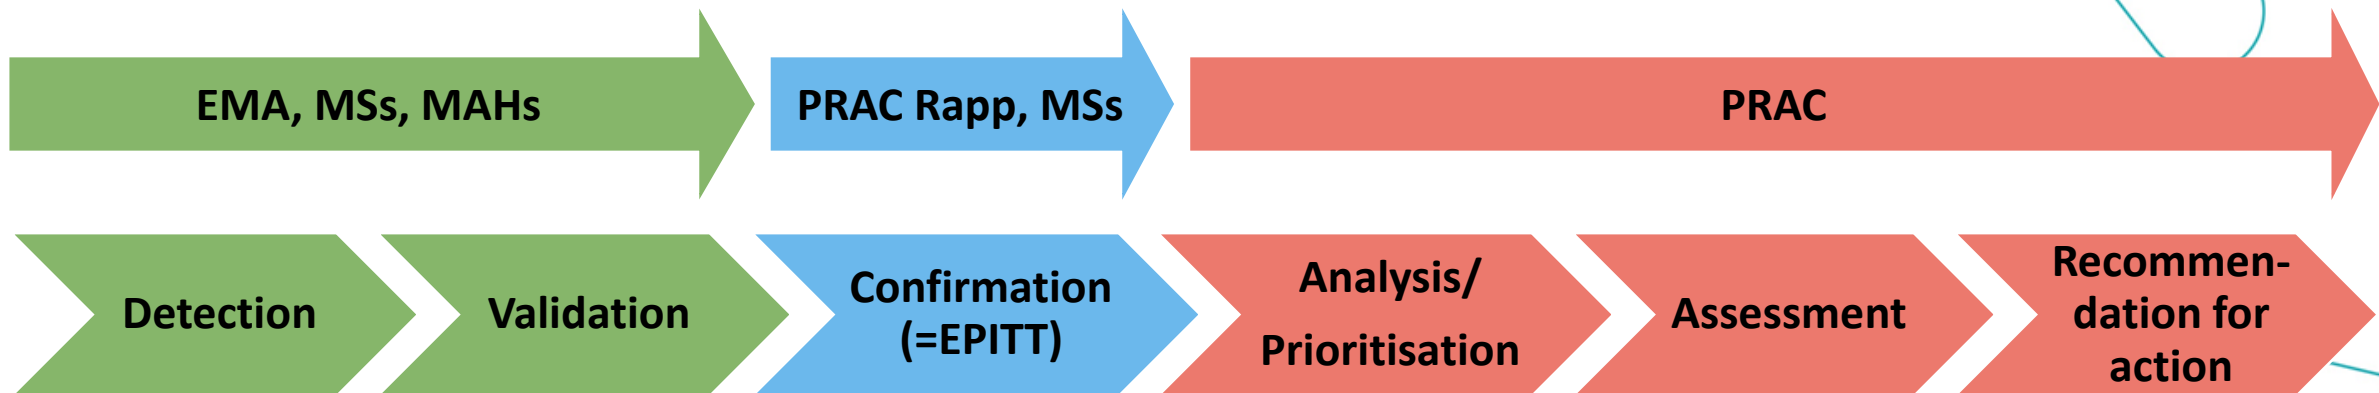 EMA, MSs, MAHs
PRAC Rapp, MSs
PRAC
Detection
Validation
Confirmation
(=EPITT)
Analysis/
Prioritisation
Assessment
Recommen-
dation for
action